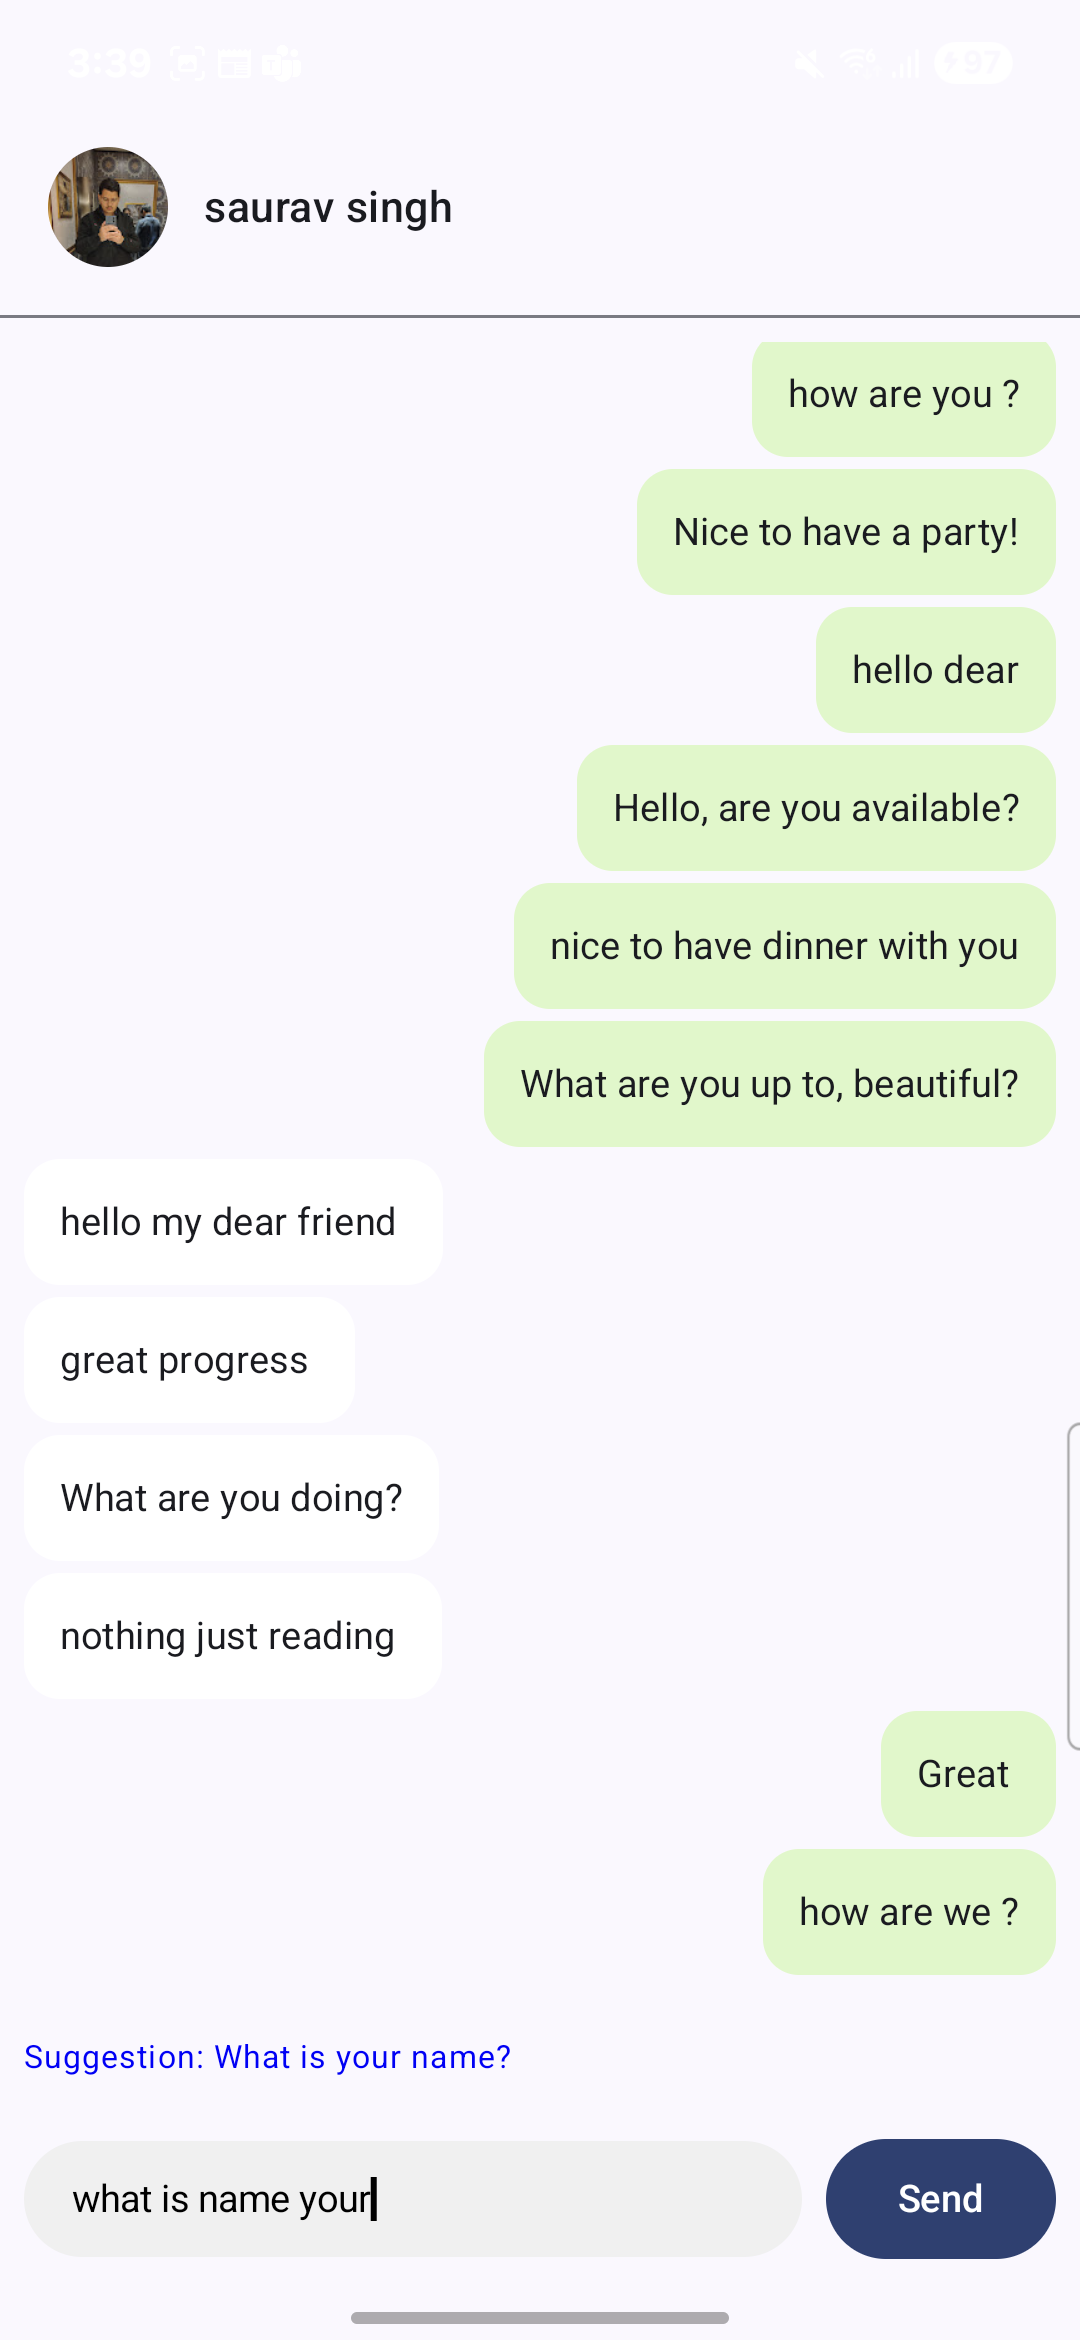 3:39
97
saurav singh
how are you ?
Nice to have a party!
hello dear
Hello, are you available?
nice to have dinner with you
What are you up to, beautiful?
hello my dear friend
great progress
What are you doing?
nothing just reading
Great
how are we ?
Suggestion: What is your name?
what is name your
Send